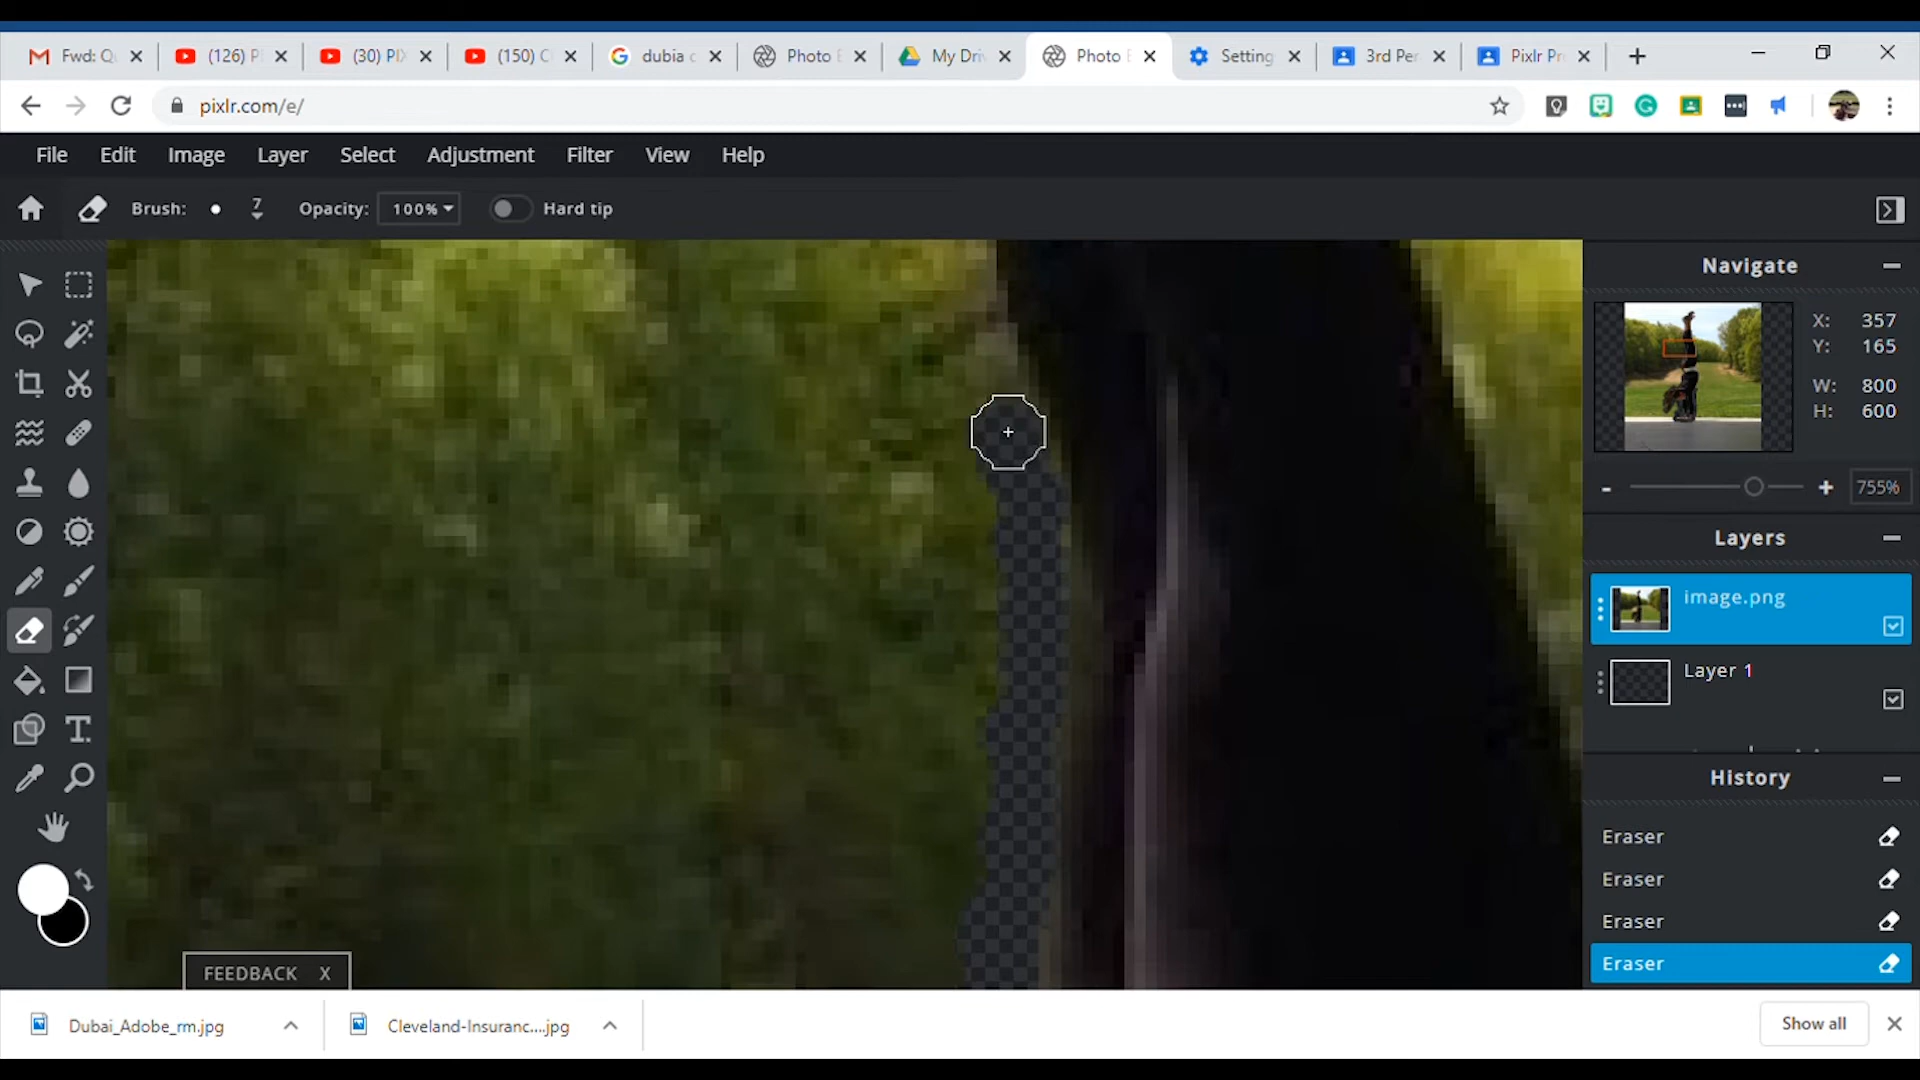 Fwd: Q
(126) P
(30) PIX
(150) C
dubia c
Photo E
My Driv
Photo E
Setting
3rd Per
Pixlr Pr
pixlr.com/e/
File Edit Image Layer Select Adjustment Filter View Help
Brush: 7 Opacity: 100% Hard tip
Navigate
X: 357
Y: 165
W: 800
H: 600
- + 755%
Layers
image.png
Layer 1
History
Eraser
Eraser
Eraser
Eraser
FEEDBACK X
Dubai_Adobe_rm.jpg
Cleveland-Insuranc....jpg
Show all